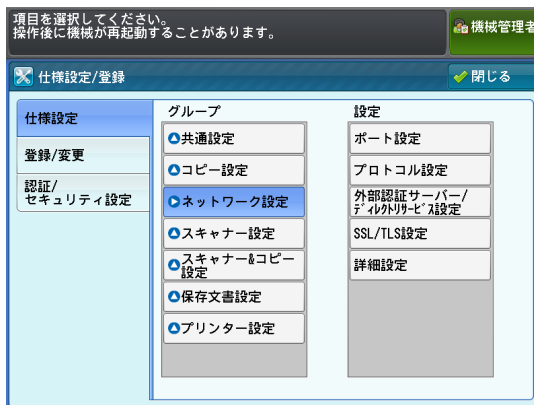 項目を選択してください。
操作後に機械が再起動することがあります。
機械管理者
仕様設定/登録
閉じる
仕様設定
登録/変更
認証/
セキュリティ設定
グループ
共通設定
コピー設定
ネットワーク設定
スキャナー設定
スキャナー&コピー
設定
保存文書設定
プリンター設定
設定
ポート設定
プロトコル設定
外部認証サーバー/
ディレクトリサービス設定
SSL/TLS設定
詳細設定